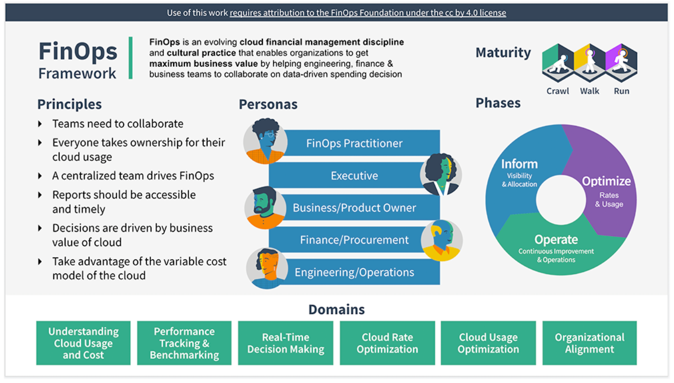 Use of this work requires attribution to the FinOps Foundation under the cc by 4.0 license
FinOps
Framework
FinOps is an evolving cloud financial management discipline
and cultural practice that enables organizations to get
maximum business value by helping engineering, finance &
business teams to collaborate on data-driven spending decision
Maturity
Crawl Walk Run
Principles
Teams need to collaborate
Everyone takes ownership for their
cloud usage
A centralized team drives FinOps
Reports should be accessible
and timely
Decisions are driven by business
value of cloud
Take advantage of the variable cost
model of the cloud
Personas
FinOps Practitioner
Executive
Business/Product Owner
Finance/Procurement
Engineering/Operations
Phases
Inform
Visibility
& Allocation
Optimize
Rates
& Usage
Operate
Continuous Improvement
& Operations
Domains
Understanding
Cloud Usage
and Cost
Performance
Tracking &
Benchmarking
Real-Time
Decision Making
Cloud Rate
Optimization
Cloud Usage
Optimization
Organizational
Alignment